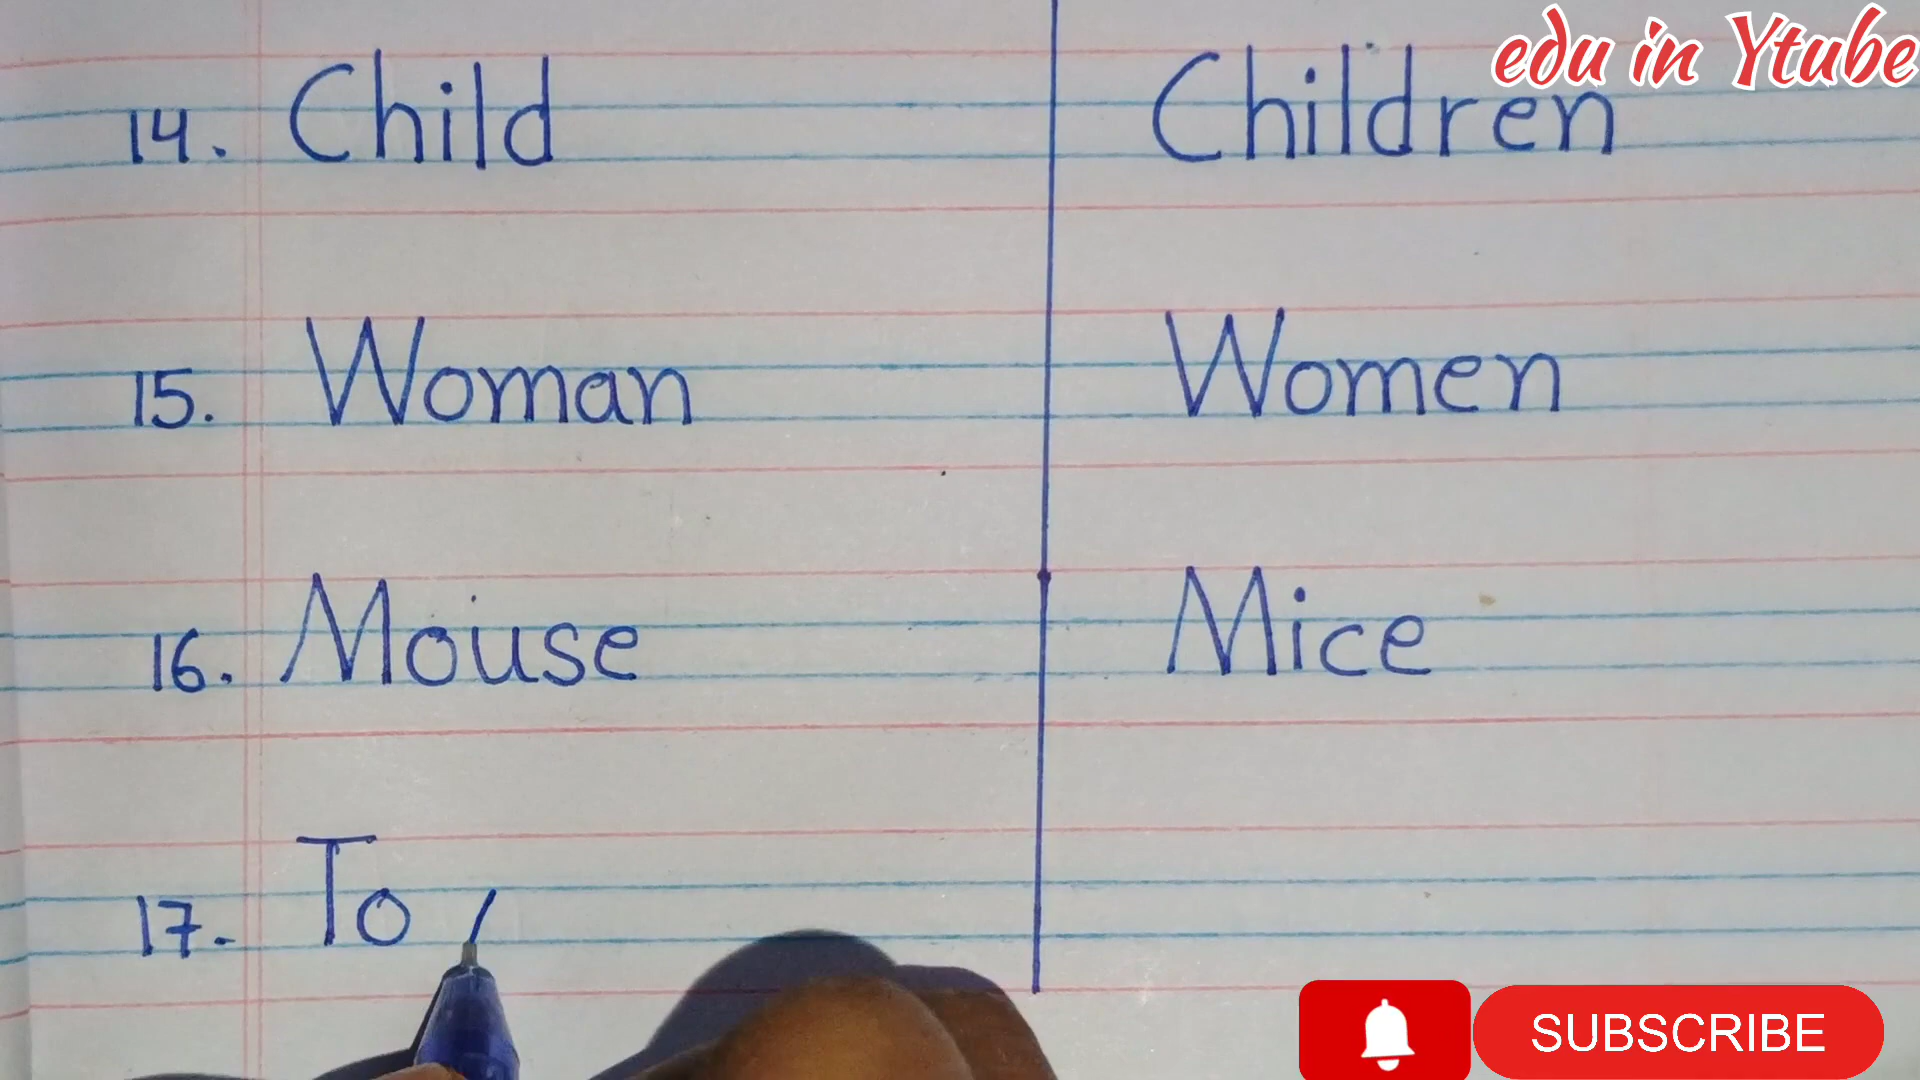 edu in Ytube
14. Child Children
15. Woman Women
16. Mouse Mice
17. To
SUBSCRIBE